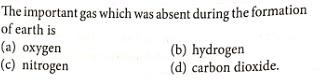 The important gas which was absent during the formation
of earth is
(a) oxygen (b) hydrogen
(c) nitrogen (d) carbon dioxide.